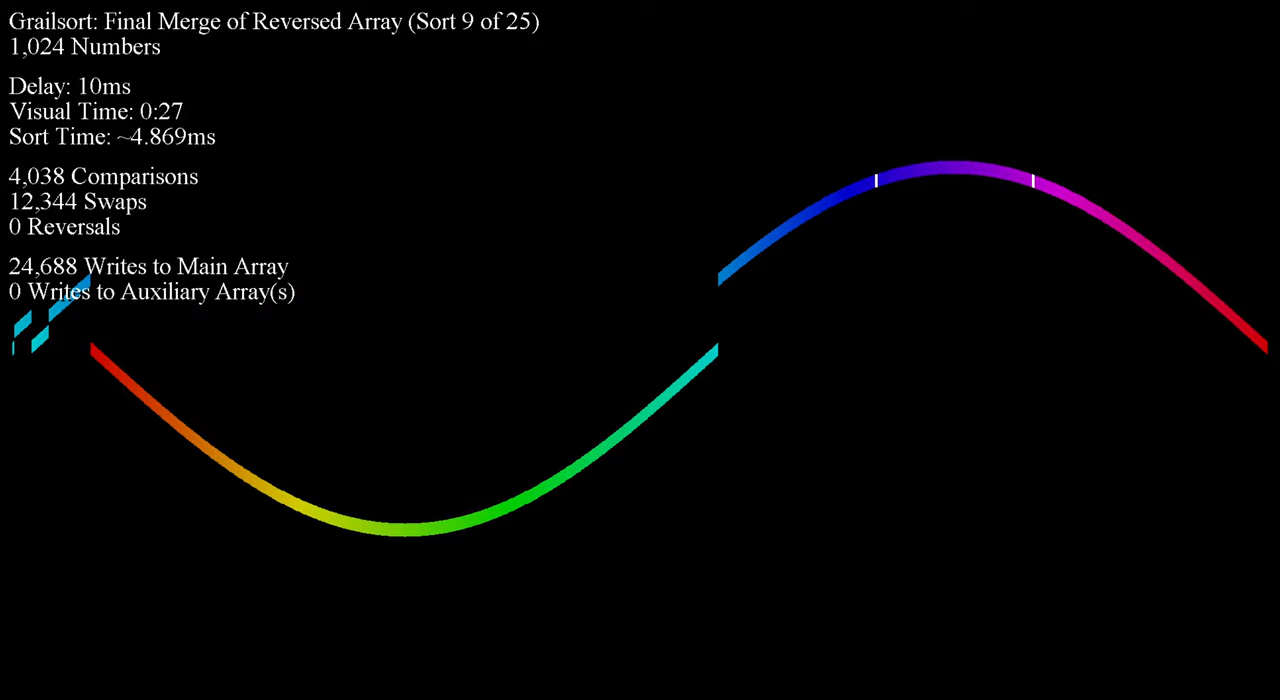 Grailsort: Final Merge of Reversed Array (Sort 9 of 25)
1,024 Numbers
Delay: 10ms
Visual Time: 0:27
Sort Time: ~4.869ms
4,038 Comparisons
12,344 Swaps
0 Reversals
24,688 Writes to Main Array
0 Writes to Auxiliary Array(s)